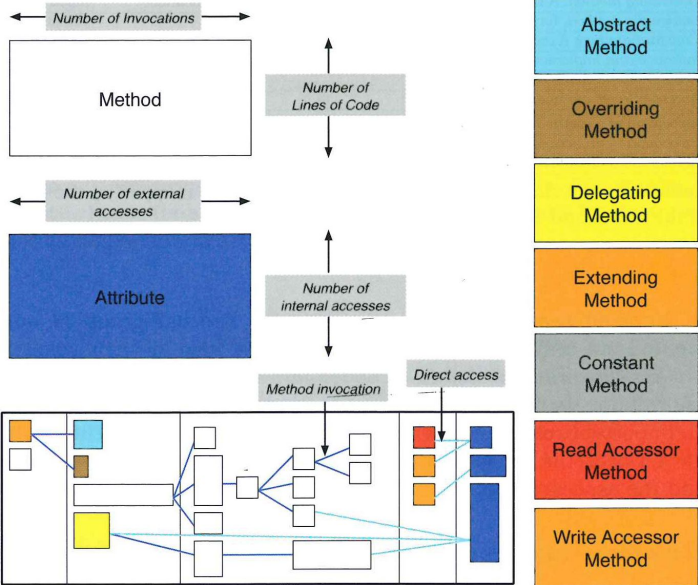 Number of Invocations
Method
Number of
Lines of Code
Number of external
accesses
Attribute
Number of
internal accesses
Method invocation
Direct access
Abstract
Method
Overriding
Method
Delegating
Method
Extending
Method
Constant
Method
Read Accessor
Method
Write Accessor
Method